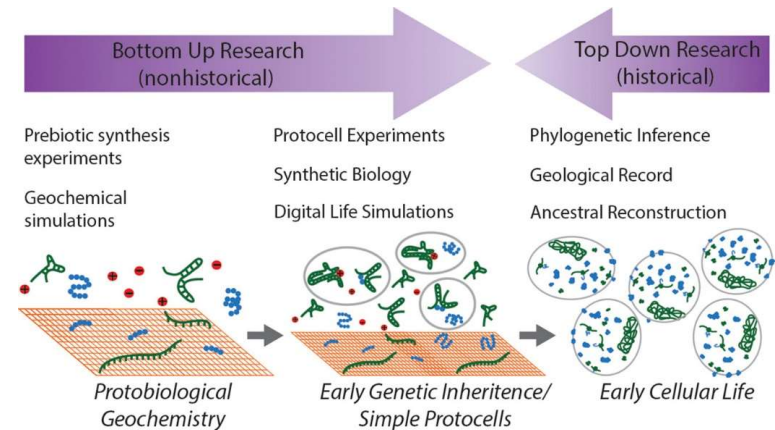 Bottom Up Research
(nonhistorical)
Top Down Research
(historical)
Prebiotic synthesis
experiments
Geochemical
simulations
Protocell Experiments
Synthetic Biology
Digital Life Simulations
Phylogenetic Inference
Geological Record
Ancestral Reconstruction
Protobiological
Geochemistry
Early Genetic Inheritence/
Simple Protocells
Early Cellular Life